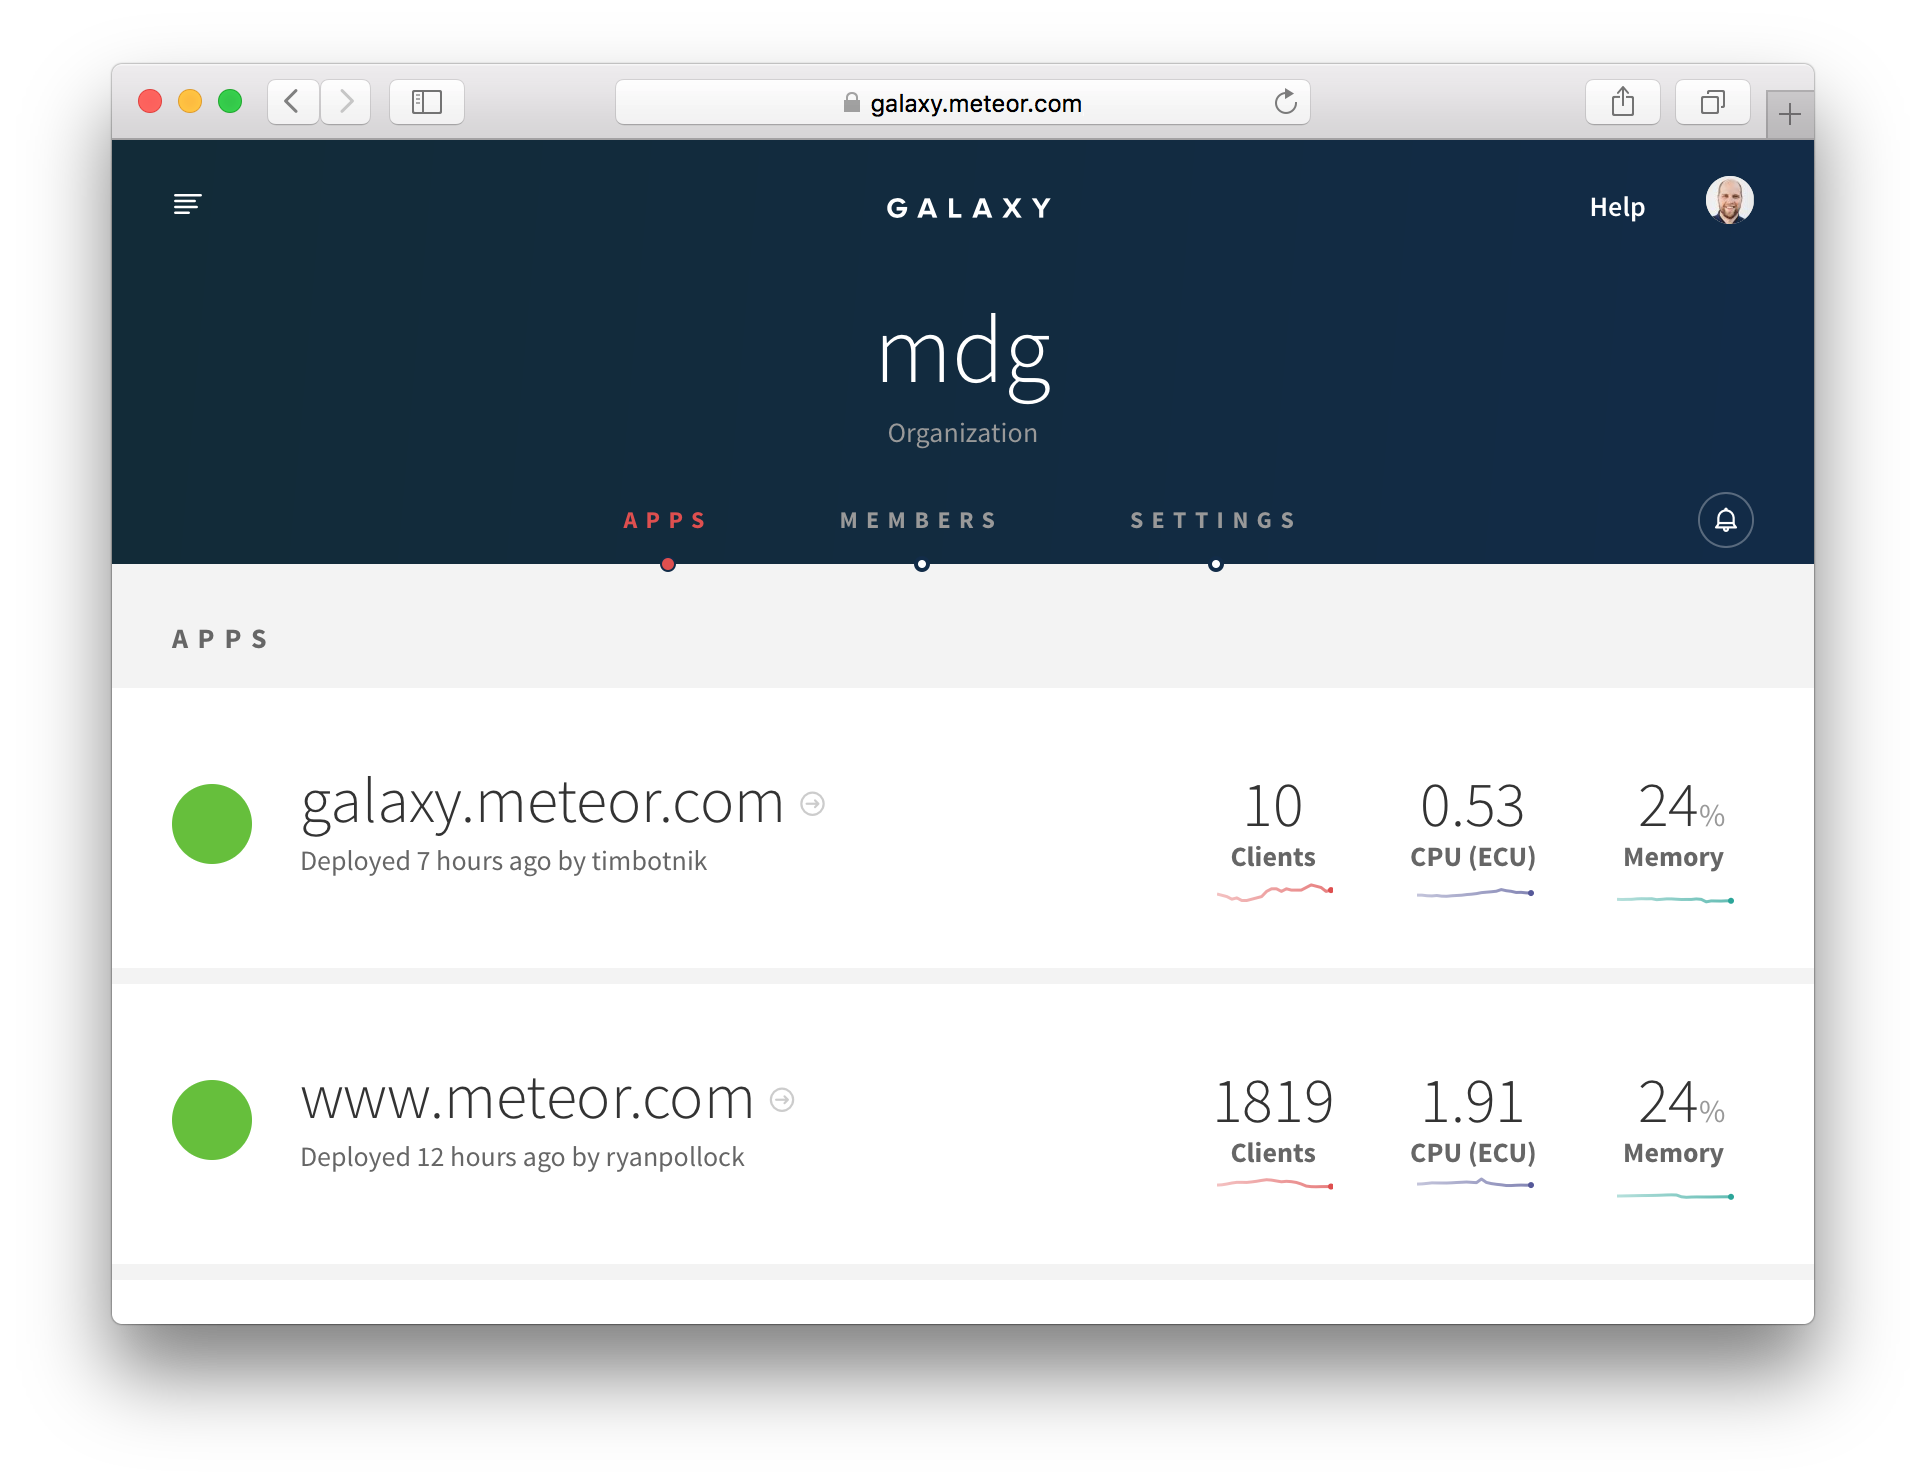 galaxy.meteor.com
GALAXY
Help
mdg
Organization
APPS MEMBERS SETTINGS
APPS
galaxy.meteor.com
Deployed 7 hours ago by timbotnik
10 0.53 24%
Clients CPU (ECU) Memory
www.meteor.com
Deployed 12 hours ago by ryanpollock
1819 1.91 24%
Clients CPU (ECU) Memory